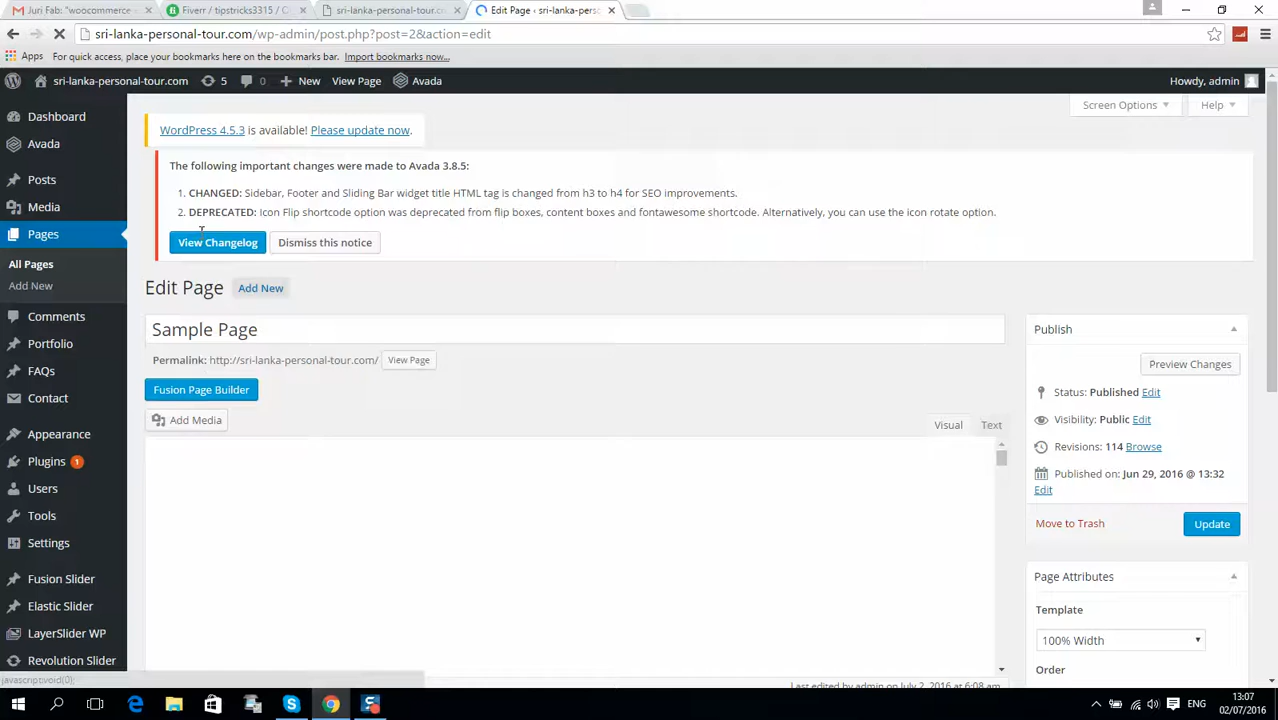 Juri Fab: "woocommerce
Fiverr / tipstricks3315 / C
sri-lanka-personal-tour.co
Edit Page ‹ sri-lanka-perso
sri-lanka-personal-tour.com/wp-admin/post.php?post=2&action=edit
Apps For quick access, place your bookmarks here on the bookmarks bar. Import bookmarks now...
sri-lanka-personal-tour.com 5 0 New View Page Avada Howdy, admin
Screen Options Help
Dashboard
Avada
Posts
Media
Pages
All Pages
Add New
Comments
Portfolio
FAQs
Contact
Appearance
Plugins 1
Users
Tools
Settings
Fusion Slider
Elastic Slider
LayerSlider WP
Revolution Slider
javascript:void(0);
WordPress 4.5.3 is available! Please update now.
The following important changes were made to Avada 3.8.5:
1. CHANGED: Sidebar, Footer and Sliding Bar widget title HTML tag is changed from h3 to h4 for SEO improvements.
2. DEPRECATED: Icon Flip shortcode option was deprecated from flip boxes, content boxes and fontawesome shortcode. Alternatively, you can use the icon rotate option.
View Changelog Dismiss this notice
Edit Page Add New
Sample Page
Permalink: http://sri-lanka-personal-tour.com/ View Page
Fusion Page Builder
Add Media
Visual Text
Last edited by admin on July 2, 2016 at 6:08 am
Publish
Preview Changes
Status: Published Edit
Visibility: Public Edit
Revisions: 114 Browse
Published on: Jun 29, 2016 @ 13:32
Edit
Move to Trash Update
Page Attributes
Template
100% Width
Order
ENG
13:07
02/07/2016